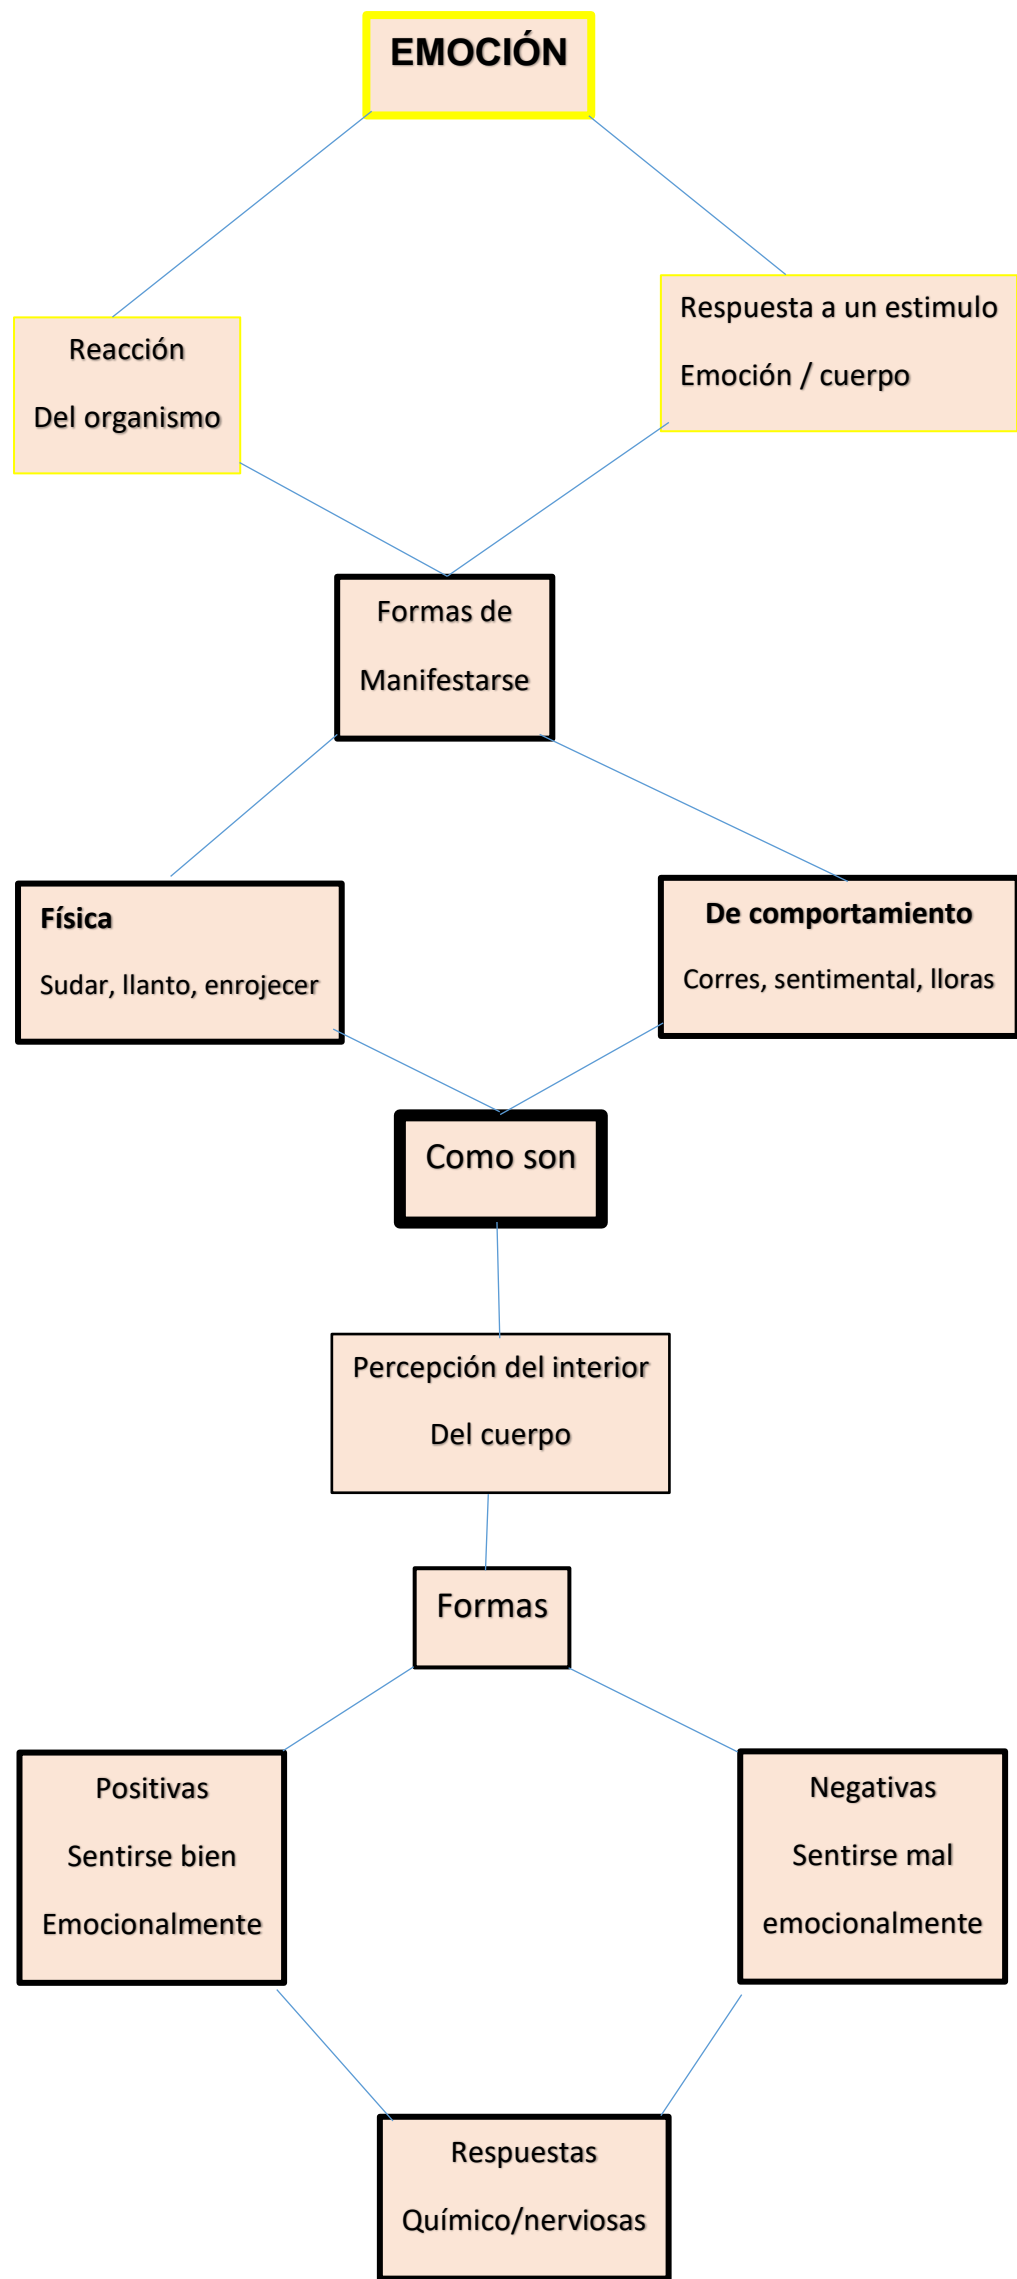 EMOCIÓN
Respuesta a un estimulo
Emoción / cuerpo
Reacción
Del organismo
Formas de
Manifestarse
Física
Sudar, llanto, enrojecer
De comportamiento
Corres, sentimental, lloras
Como son
Percepción del interior
Del cuerpo
Formas
Positivas
Sentirse bien
Emocionalmente
Negativas
Sentirse mal
emocionalmente
Respuestas
Químico/nerviosas